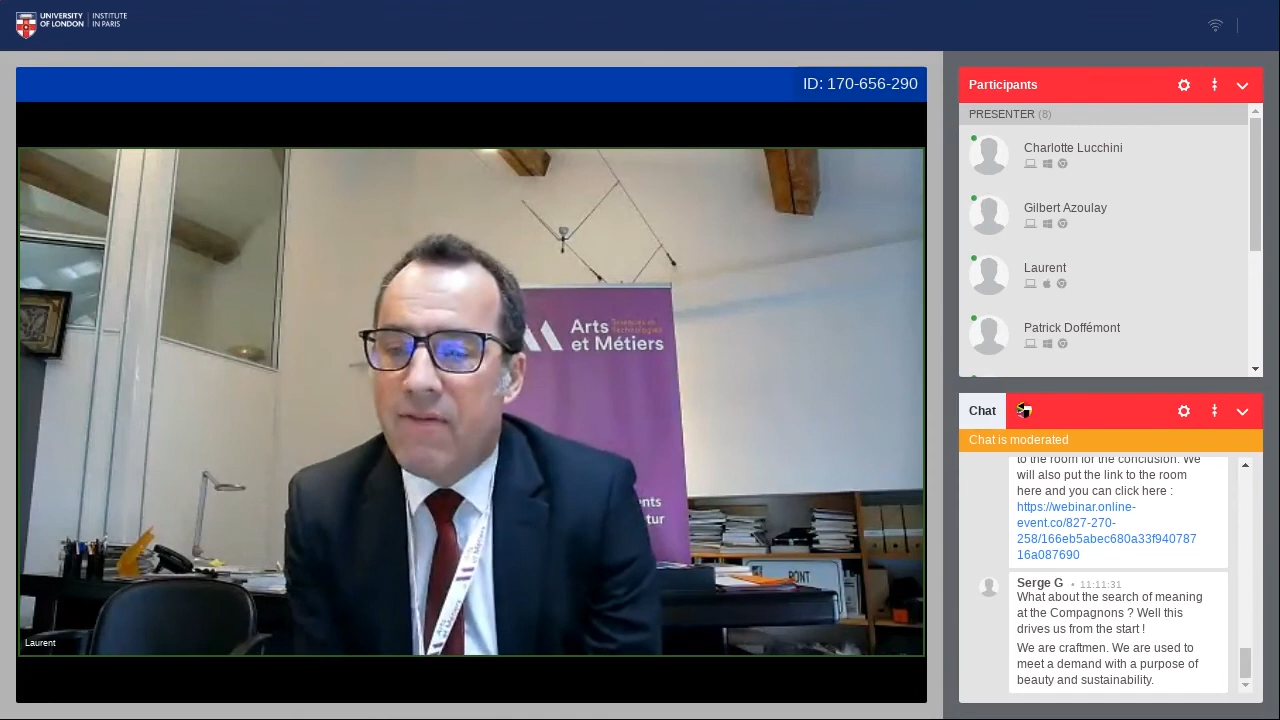 UNIVERSITY OF LONDON
INSTITUTE IN PARIS
ID: 170-656-290
Arts
Sciences et
Technologies
et Métiers
PONT
Laurent
Participants
PRESENTER (8)
Charlotte Lucchini
Gilbert Azoulay
Laurent
Patrick Doffémont
Chat
Chat is moderated
to the room for the conclusion. We
will also put the link to the room
here and you can click here :
https://webinar.online-
event.co/827-270-
258/166eb5abec680a33f940787
16a087690
Serge G • 11:11:31
What about the search of meaning
at the Compagnons ? Well this
drives us from the start !
We are craftmen. We are used to
meet a demand with a purpose of
beauty and sustainability.